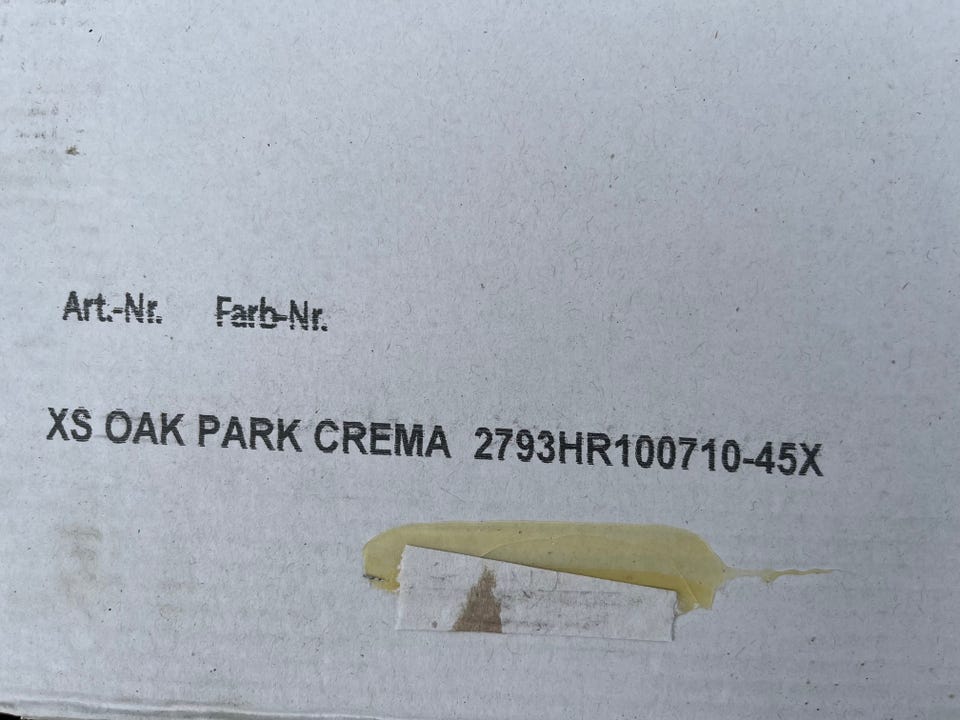 Art.-Nr. Farb-Nr.
XS OAK PARK CREMA 2793HR100710-45X